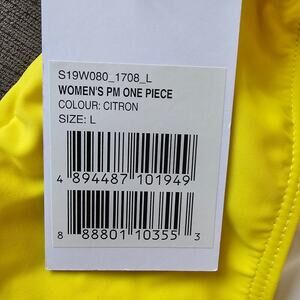 S19W080_1708_L
WOMEN'S PM ONE PIECE
COLOUR: CITRON
SIZE: L
4 894487 101949
8 88801 10355 3